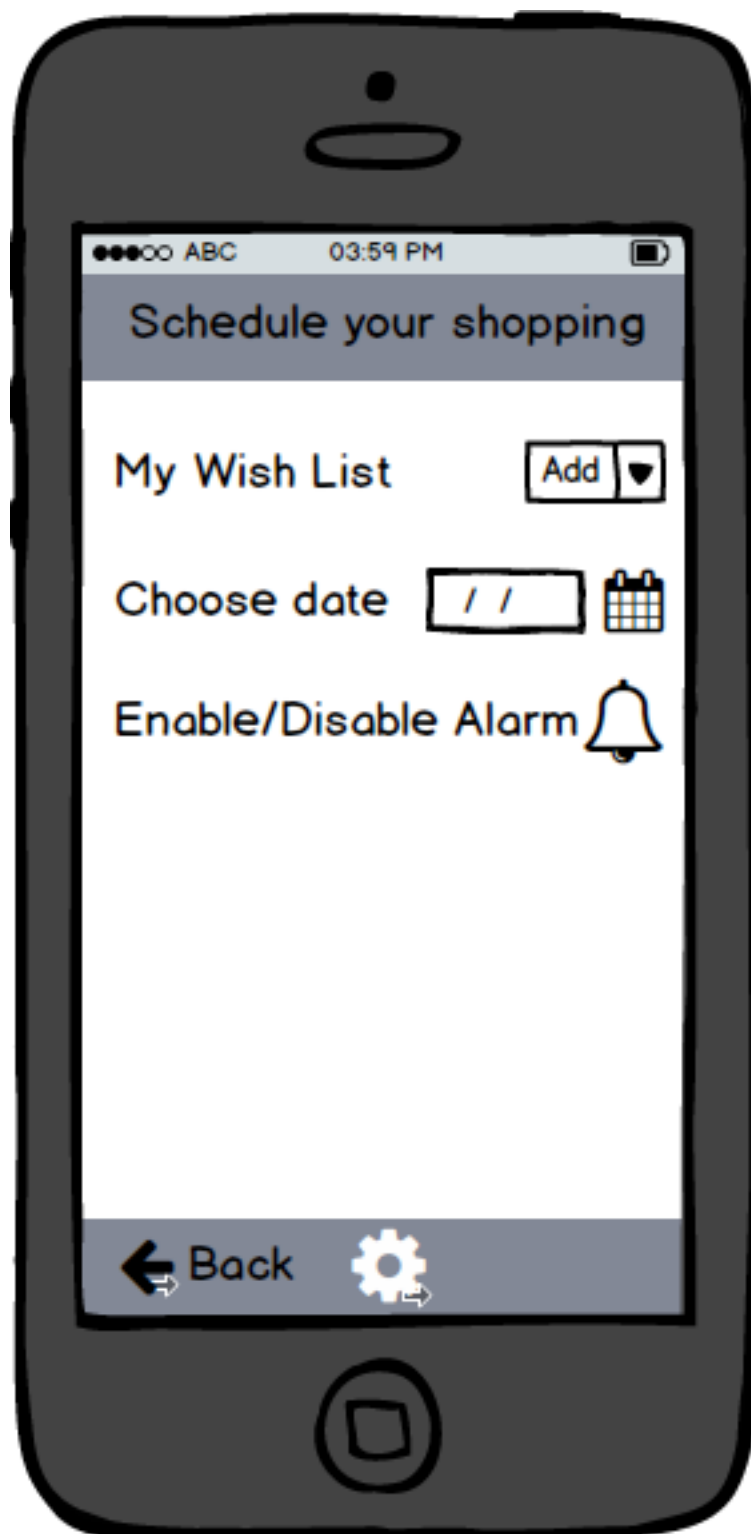 ABC 03:59 PM
Schedule your shopping
My Wish List Add
Choose date / /
Enable/Disable Alarm
Back